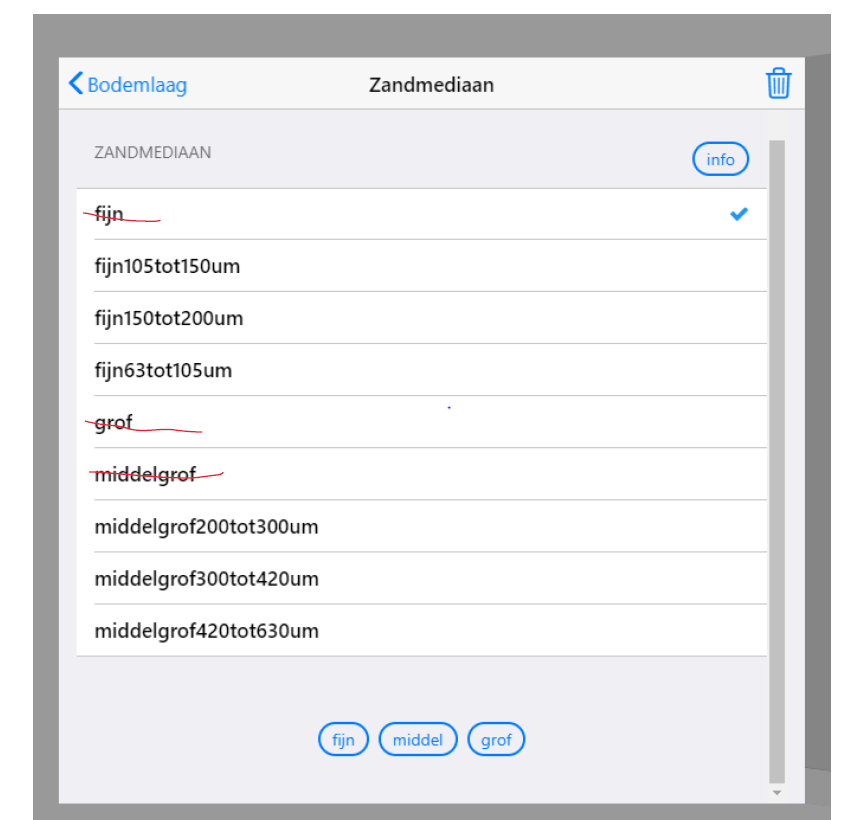 Bodemlaag Zandmediaan
ZANDMEDIAAN info
fijn
fijn105tot150um
fijn150tot200um
fijn63tot105um
grof
middelgrof
middelgrof200tot300um
middelgrof300tot420um
middelgrof420tot630um
fijn middel grof